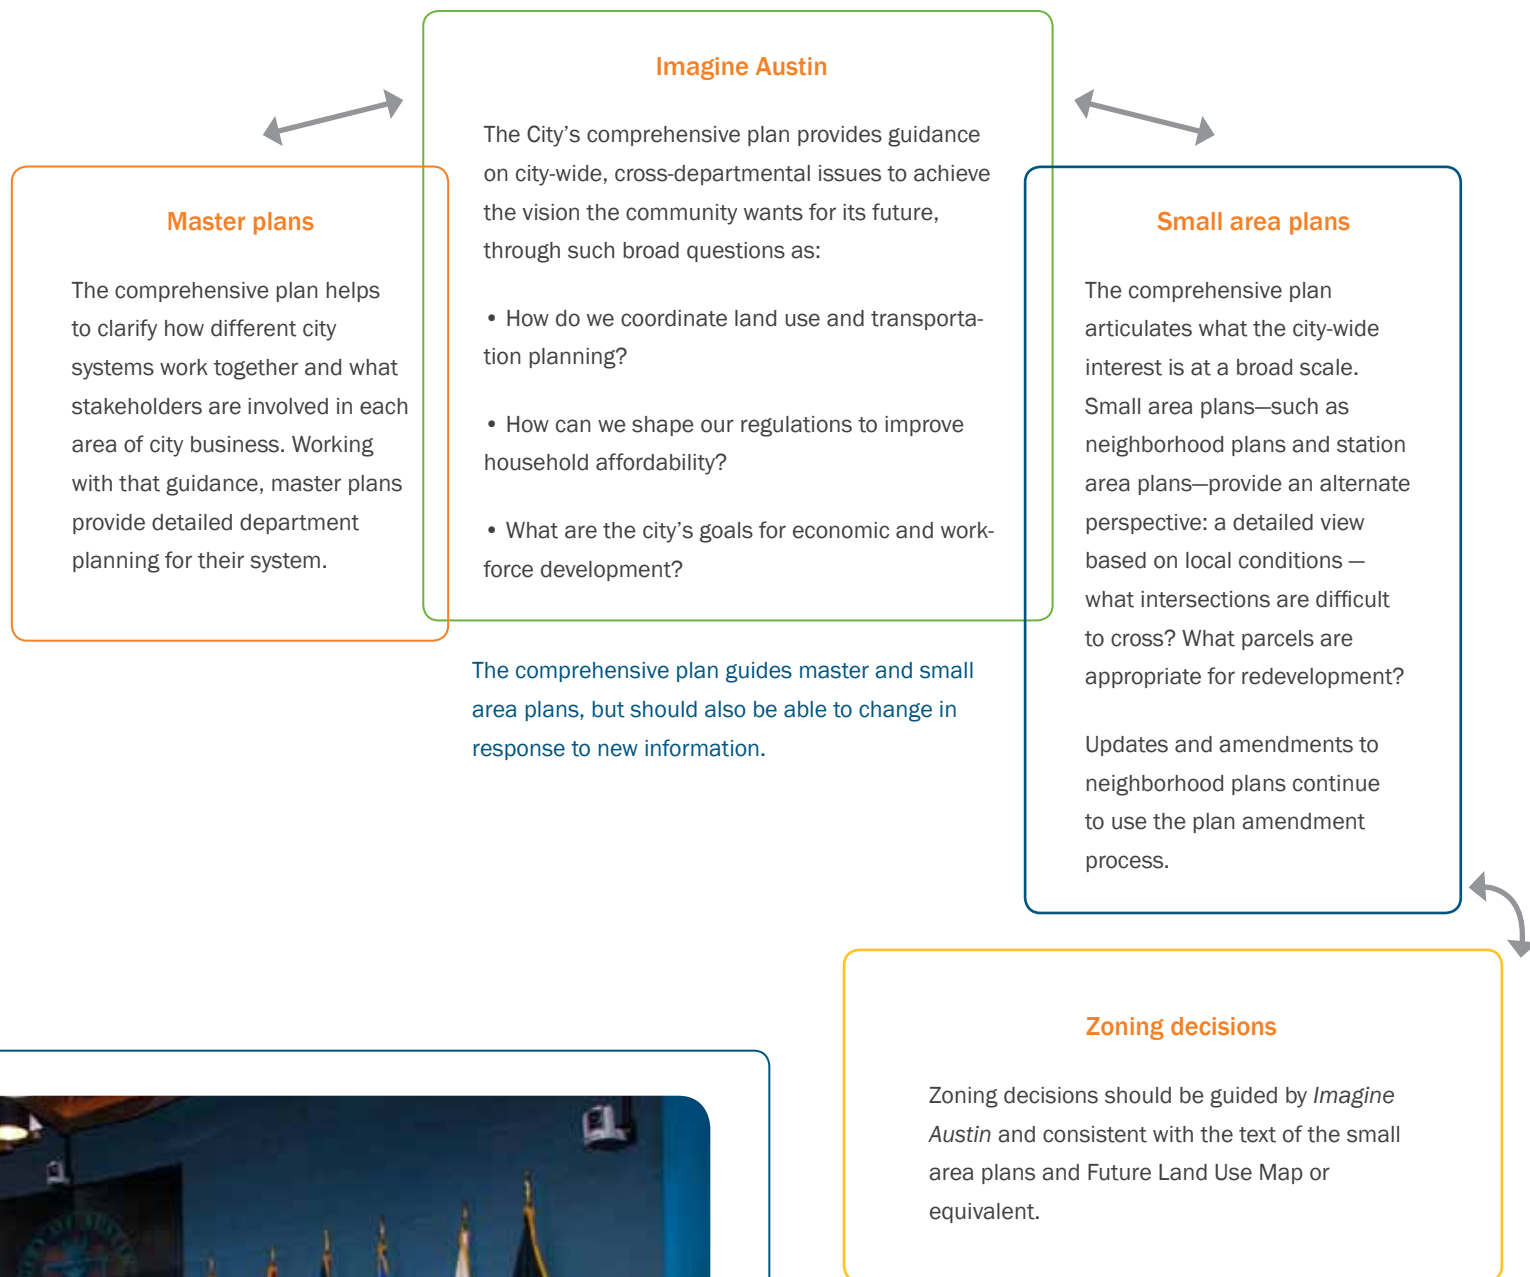 Imagine Austin
The City’s comprehensive plan provides guidance
on city-wide, cross-departmental issues to achieve
the vision the community wants for its future,
through such broad questions as:
• How do we coordinate land use and transporta-
tion planning?
• How can we shape our regulations to improve
household affordability?
• What are the city’s goals for economic and work-
force development?
Master plans
The comprehensive plan helps
to clarify how different city
systems work together and what
stakeholders are involved in each
area of city business. Working
with that guidance, master plans
provide detailed department
planning for their system.
Small area plans
The comprehensive plan
articulates what the city-wide
interest is at a broad scale.
Small area plans—such as
neighborhood plans and station
area plans—provide an alternate
perspective: a detailed view
based on local conditions —
what intersections are difficult
to cross? What parcels are
appropriate for redevelopment?
Updates and amendments to
neighborhood plans continue
to use the plan amendment
process.
The comprehensive plan guides master and small
area plans, but should also be able to change in
response to new information.
Zoning decisions
Zoning decisions should be guided by Imagine
Austin and consistent with the text of the small
area plans and Future Land Use Map or
equivalent.